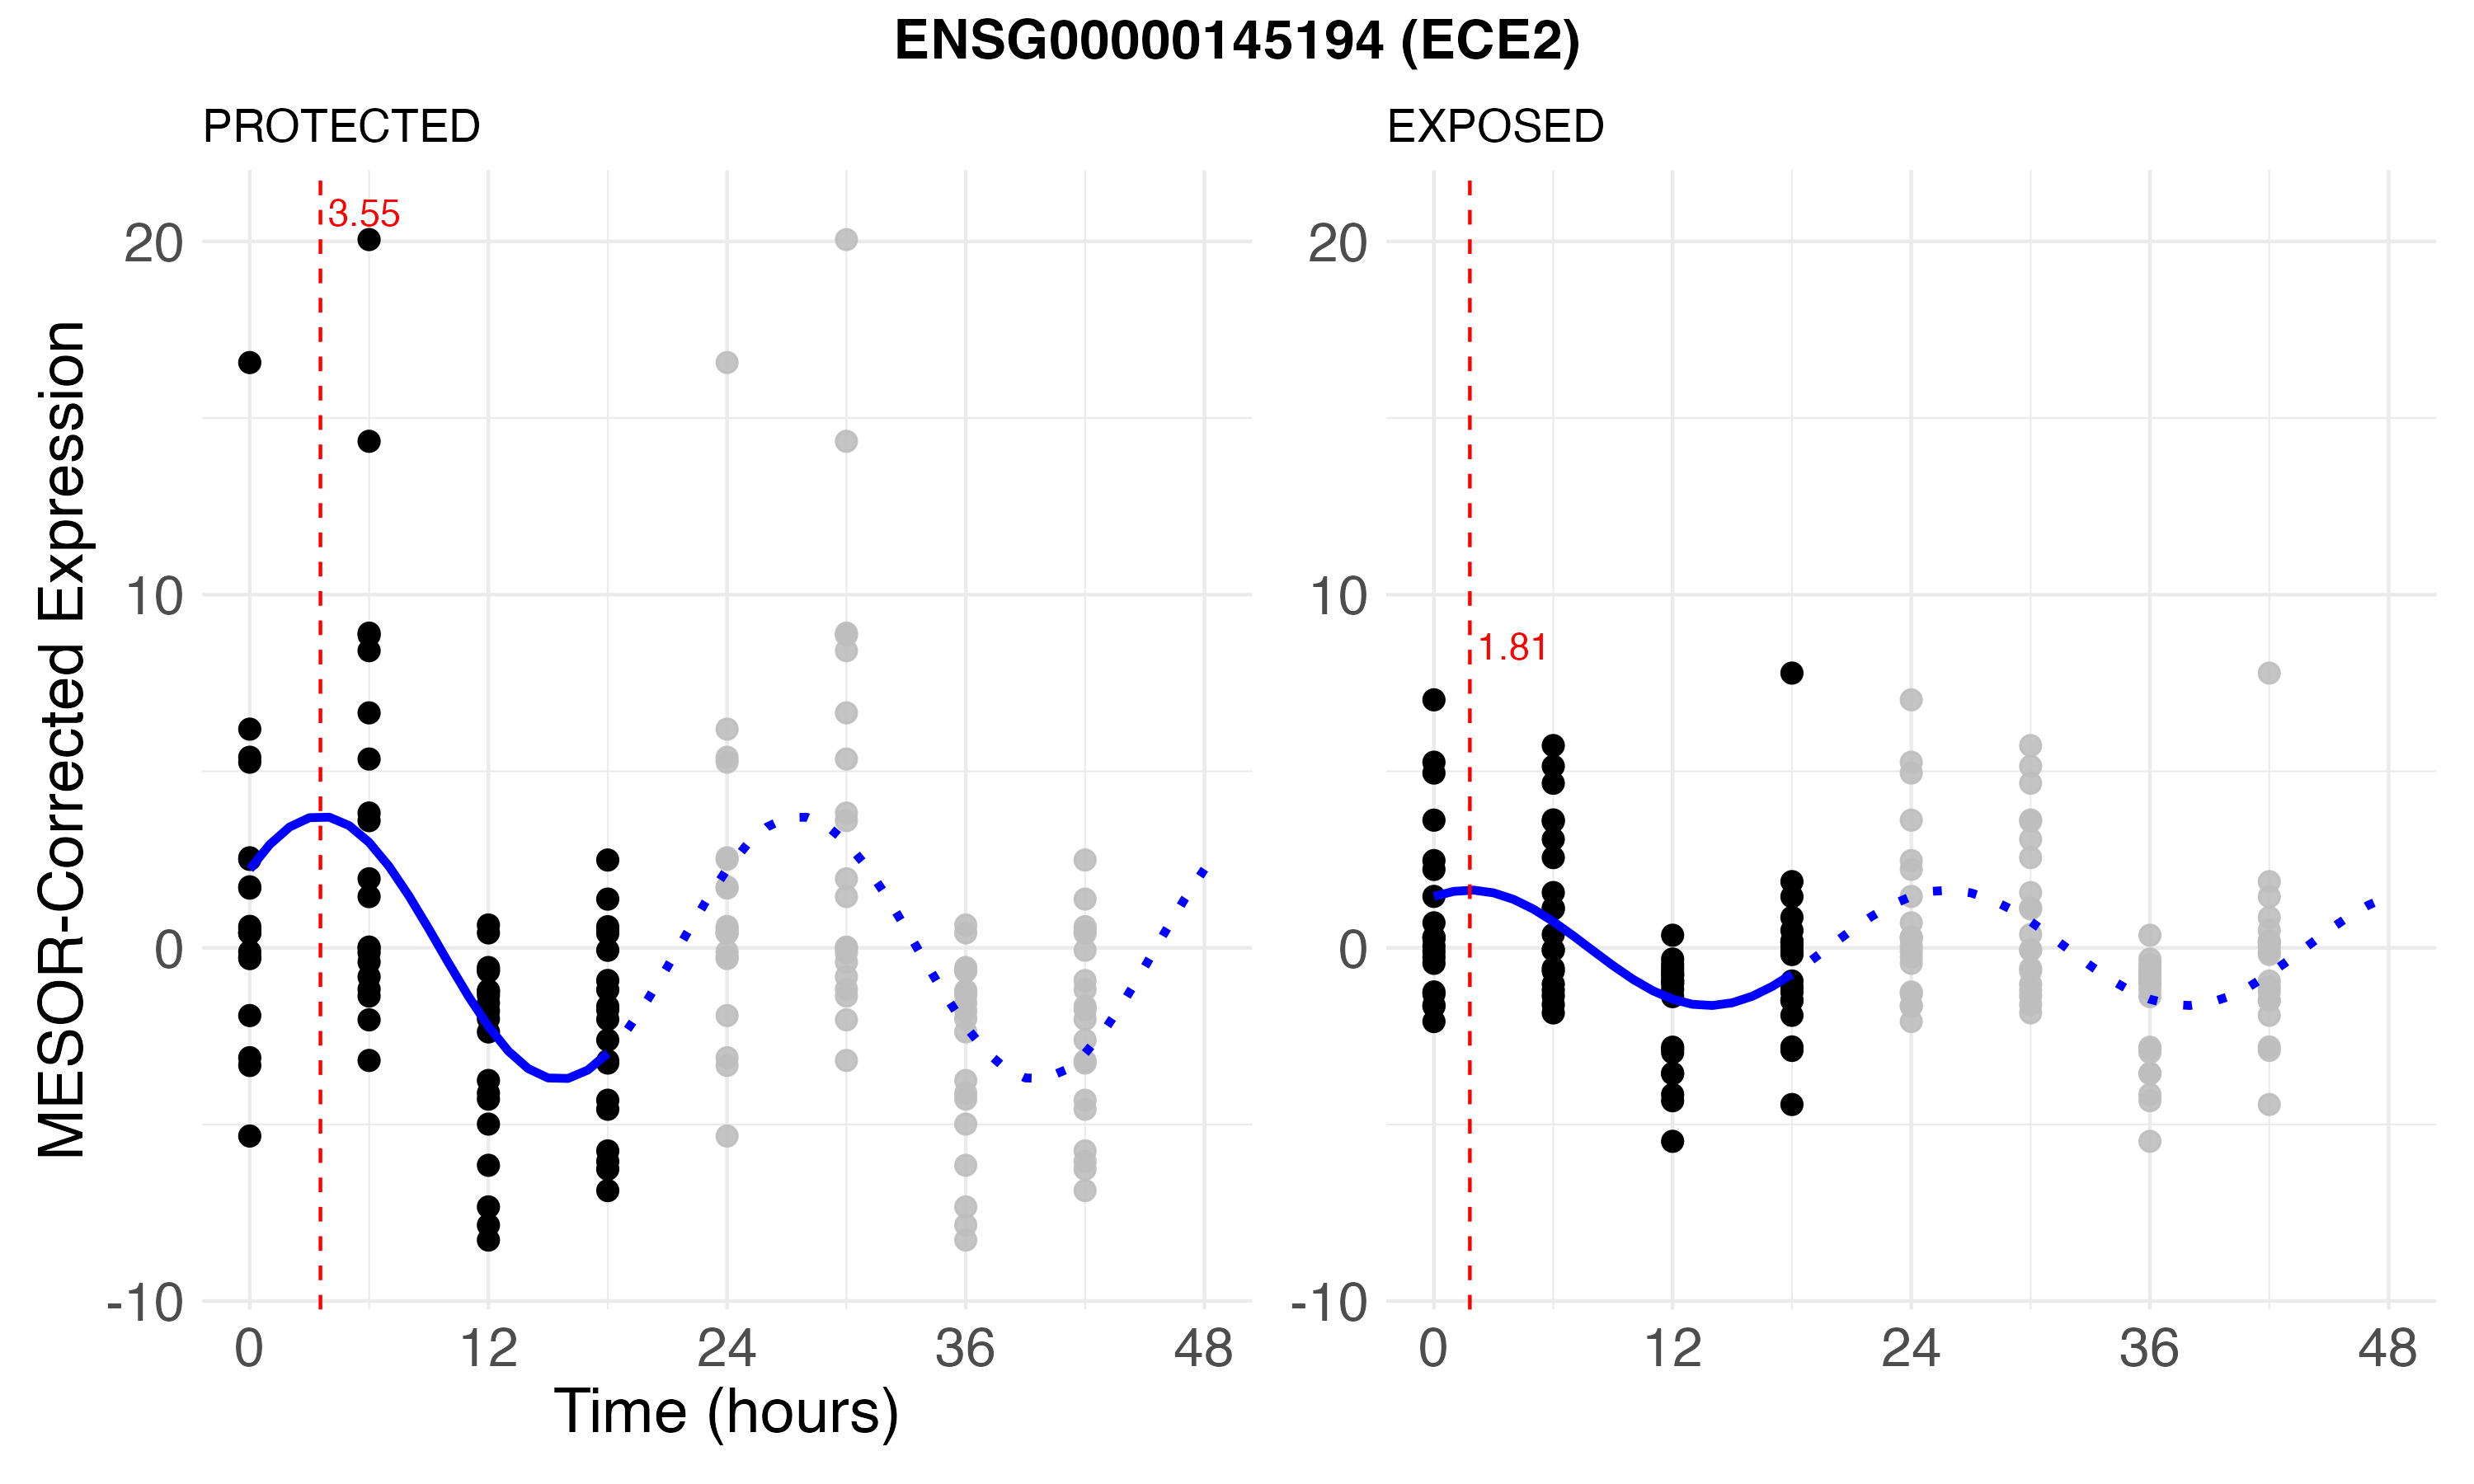 ENSG00000145194 (ECE2)
PROTECTED
EXPOSED
MESOR-Corrected Expression
20
10
0
-10
3.55
0 12 24 36 48
20
10
0
-10
1.81
0 12 24 36 48
Time (hours)